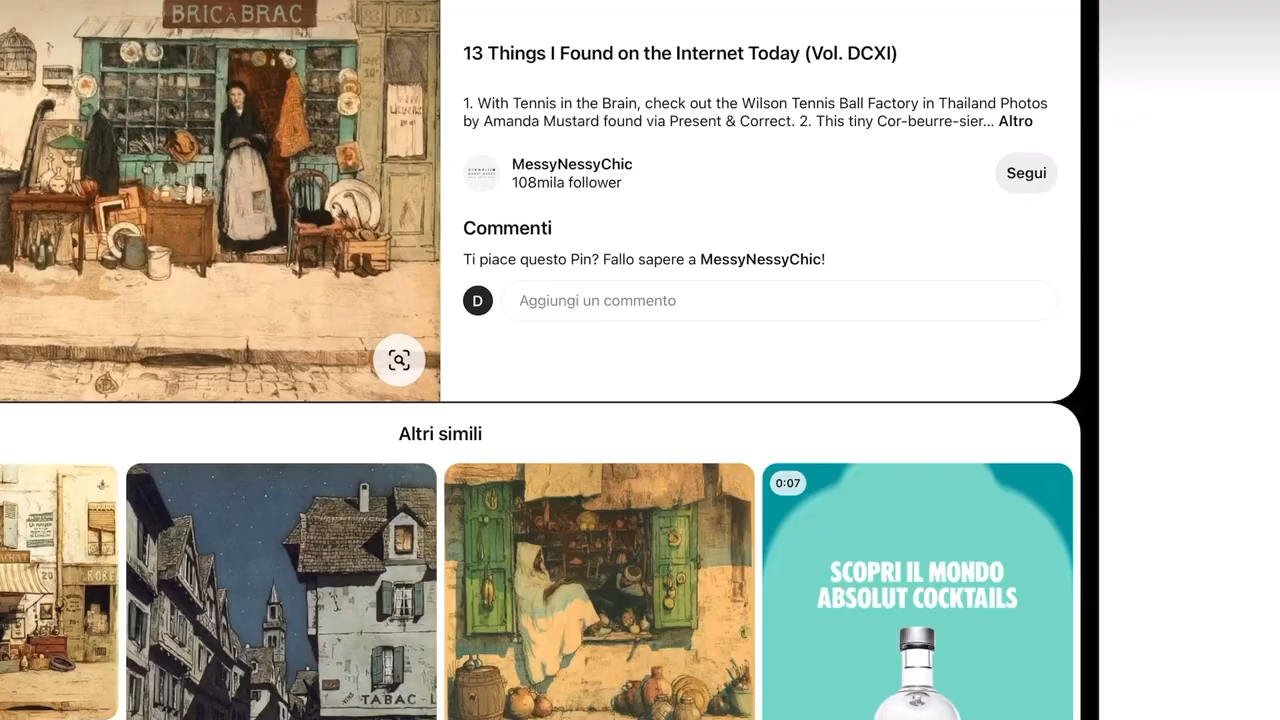 BRIC À BRAC
13 Things I Found on the Internet Today (Vol. DCXI)
1. With Tennis in the Brain, check out the Wilson Tennis Ball Factory in Thailand Photos
by Amanda Mustard found via Present & Correct. 2. This tiny Cor-beurre-sier... Altro
MessyNessyChic
108mila follower
Segui
Commenti
Ti piace questo Pin? Fallo sapere a MessyNessyChic!
D
Aggiungi un commento
Altri simili
0:07
SCOPRI IL MONDO
ABSOLUT COCKTAILS
20
TABAC